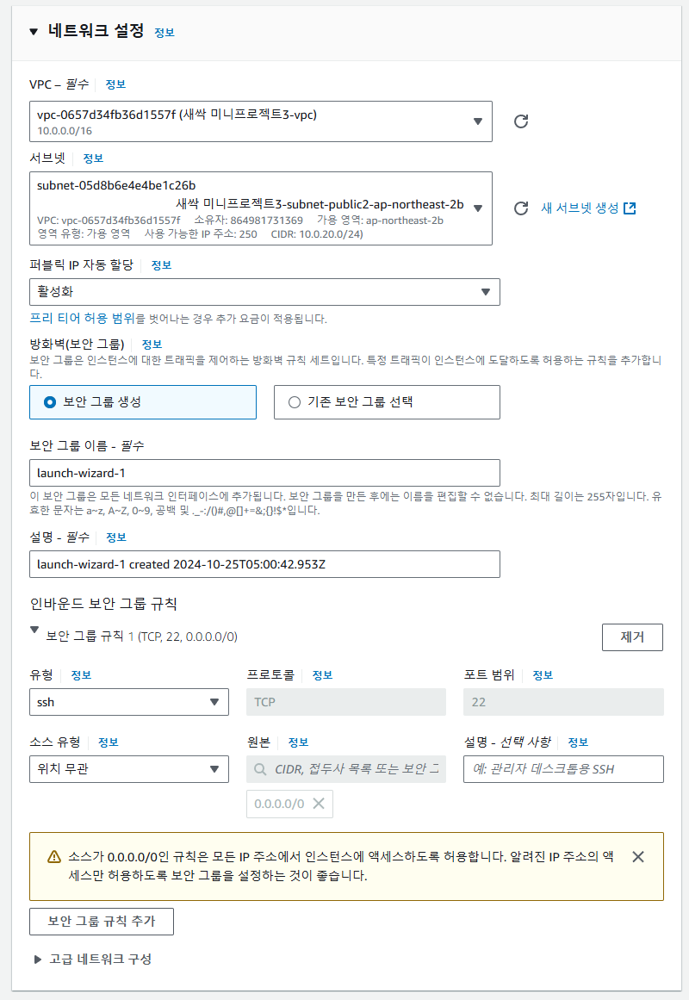 네트워크 설정 정보
VPC – 필수 정보
vpc-0657d34fb36d1557f (새싹 미니프로젝트3-vpc)
10.0.0.0/16
서브넷 정보
subnet-05d8b6e4e4be1c26b
새싹 미니프로젝트3-subnet-public2-ap-northeast-2b
VPC: vpc-0657d34fb36d1557f 소유자: 864981731369 가용 영역: ap-northeast-2b
영역 유형: 가용 영역 사용 가능한 IP 주소: 250 CIDR: 10.0.20.0/24)
새 서브넷 생성
퍼블릭 IP 자동 할당 정보
활성화
프리 티어 허용 범위를 벗어나는 경우 추가 요금이 적용됩니다.
방화벽(보안 그룹) 정보
보안 그룹은 인스턴스에 대한 트래픽을 제어하는 방화벽 규칙 세트입니다. 특정 트래픽이 인스턴스에 도달하도록 허용하는 규칙을 추가합니
다.
보안 그룹 생성 기존 보안 그룹 선택
보안 그룹 이름 - 필수
launch-wizard-1
이 보안 그룹은 모든 네트워크 인터페이스에 추가됩니다. 보안 그룹을 만든 후에는 이름을 편집할 수 없습니다. 최대 길이는 255자입니다. 유
효한 문자는 a~z, A~Z, 0~9, 공백 및 ._-:/()#,@[]+=&;{}!$*입니다.
설명 - 필수 정보
launch-wizard-1 created 2024-10-25T05:00:42.953Z
인바운드 보안 그룹 규칙
보안 그룹 규칙 1 (TCP, 22, 0.0.0.0/0) 제거
유형 정보 프로토콜 정보 포트 범위 정보
ssh TCP 22
소스 유형 정보 원본 정보 설명 - 선택 사항 정보
위치 무관 CIDR, 접두사 목록 또는 보안 그 예: 관리자 데스크톱용 SSH
0.0.0.0/0
소스가 0.0.0.0/0인 규칙은 모든 IP 주소에서 인스턴스에 액세스하도록 허용합니다. 알려진 IP 주소의 액
세스만 허용하도록 보안 그룹을 설정하는 것이 좋습니다.
보안 그룹 규칙 추가
고급 네트워크 구성